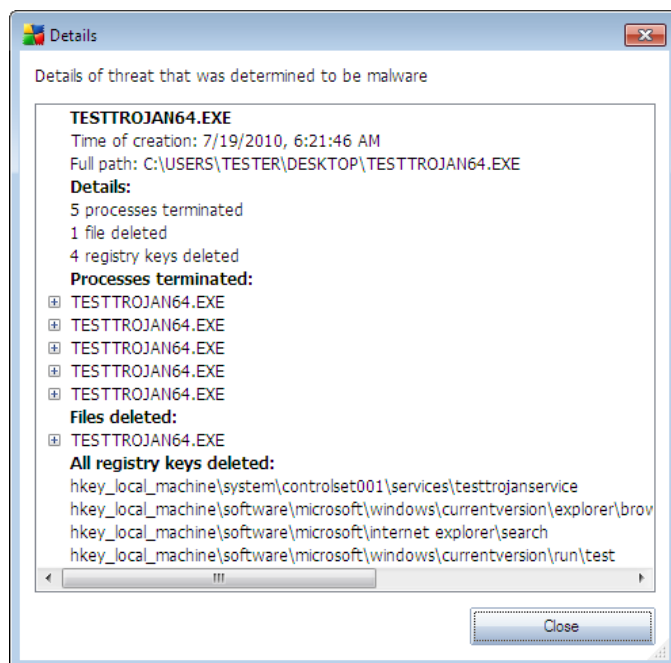 Details
Details of threat that was determined to be malware
TESTTROJAN64.EXE
Time of creation: 7/19/2010, 6:21:46 AM
Full path: C:\USERS\TESTER\DESKTOP\TESTTROJAN64.EXE
Details:
5 processes terminated
1 file deleted
4 registry keys deleted
Processes terminated:
TESTTROJAN64.EXE
TESTTROJAN64.EXE
TESTTROJAN64.EXE
TESTTROJAN64.EXE
TESTTROJAN64.EXE
Files deleted:
TESTTROJAN64.EXE
All registry keys deleted:
hkey_local_machine\system\controlset001\services\testtrojanservice
hkey_local_machine\software\microsoft\windows\currentversion\explorer\brow
hkey_local_machine\software\microsoft\internet explorer\search
hkey_local_machine\software\microsoft\windows\currentversion\run\test
Close